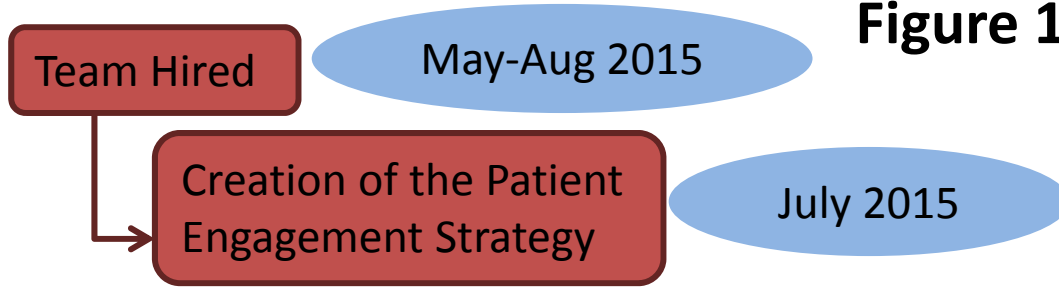 Figure 1
Team Hired
May-Aug 2015
Creation of the Patient
Engagement Strategy
July 2015